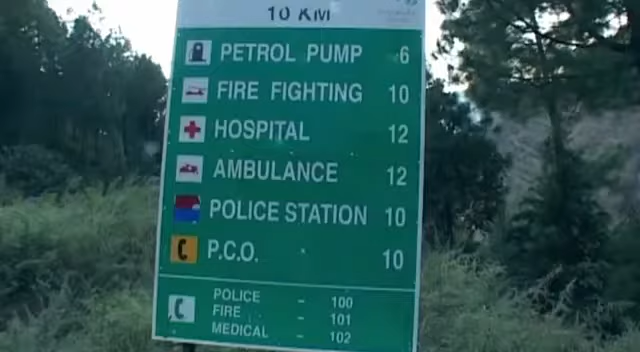 10 KM
PETROL PUMP 6
FIRE FIGHTING 10
HOSPITAL 12
AMBULANCE 12
POLICE STATION 10
P.C.O. 10
POLICE - 100
FIRE - 101
MEDICAL - 102